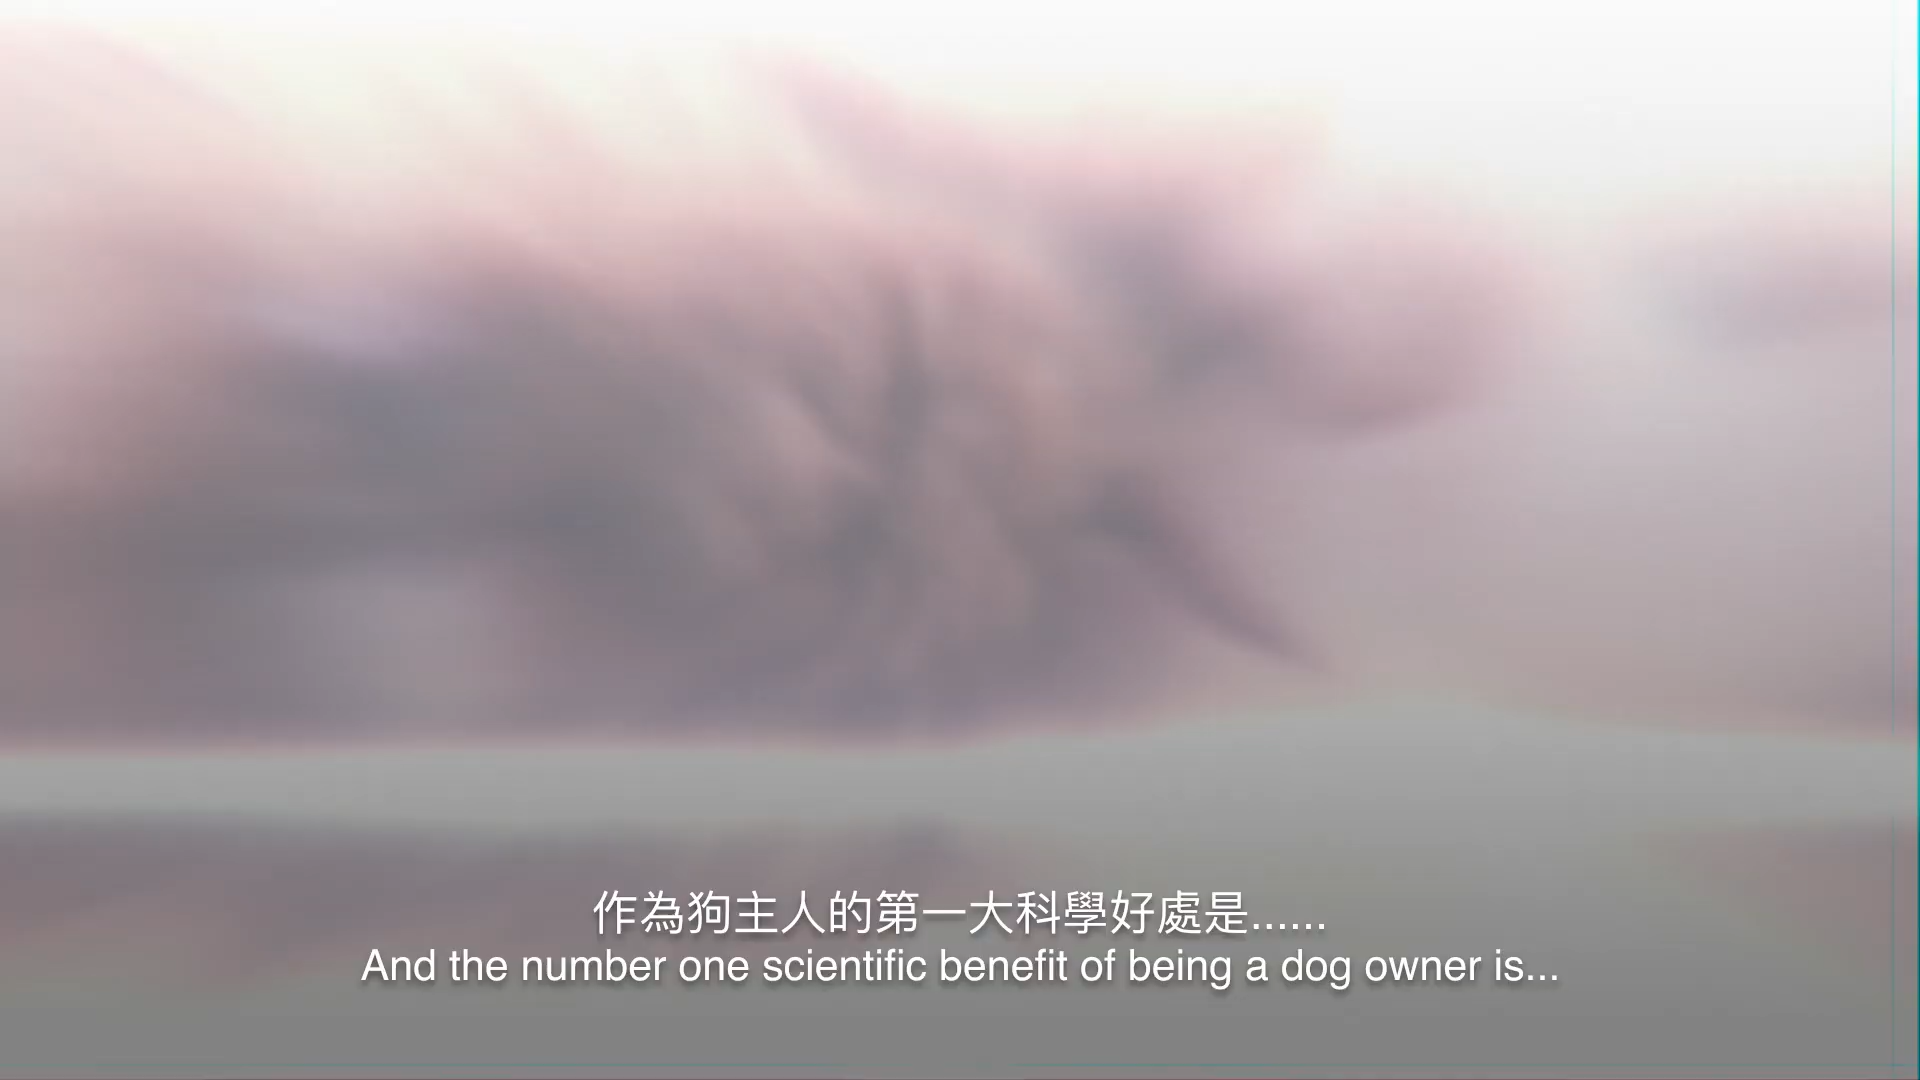 作為狗主人的第一大科學好處是......
And the number one scientific benefit of being a dog owner is...